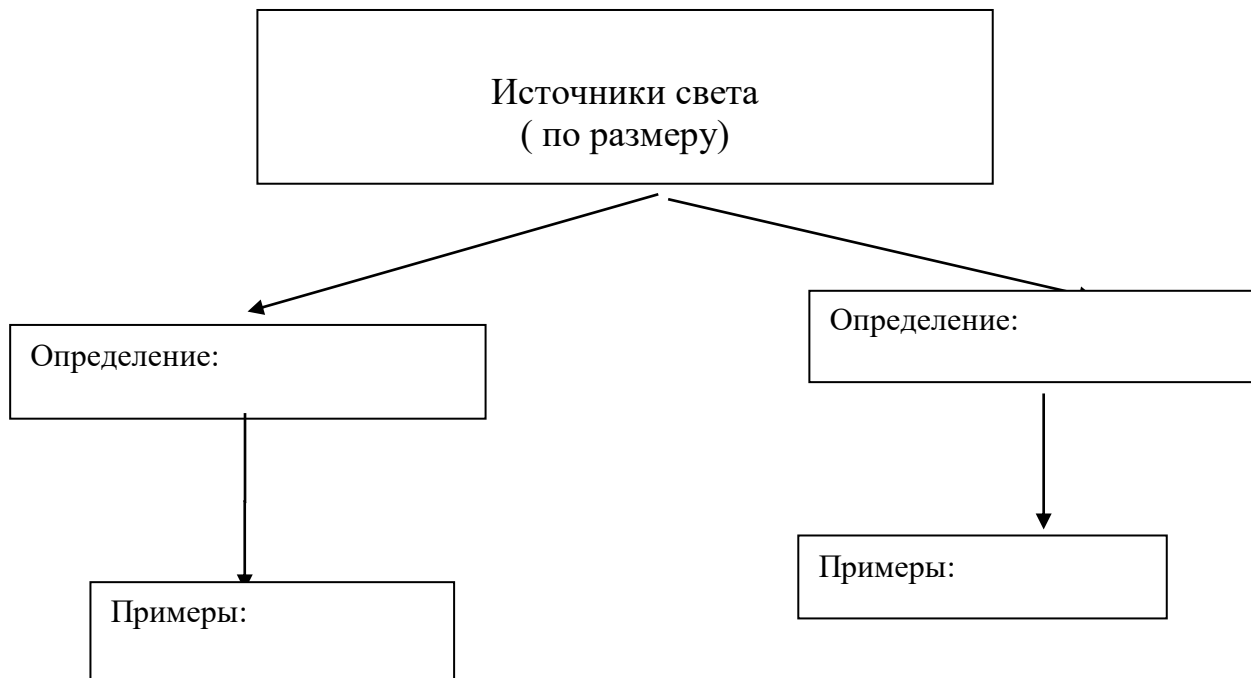 Источники света
( по размеру)
Определение:
Определение:
Примеры:
Примеры: